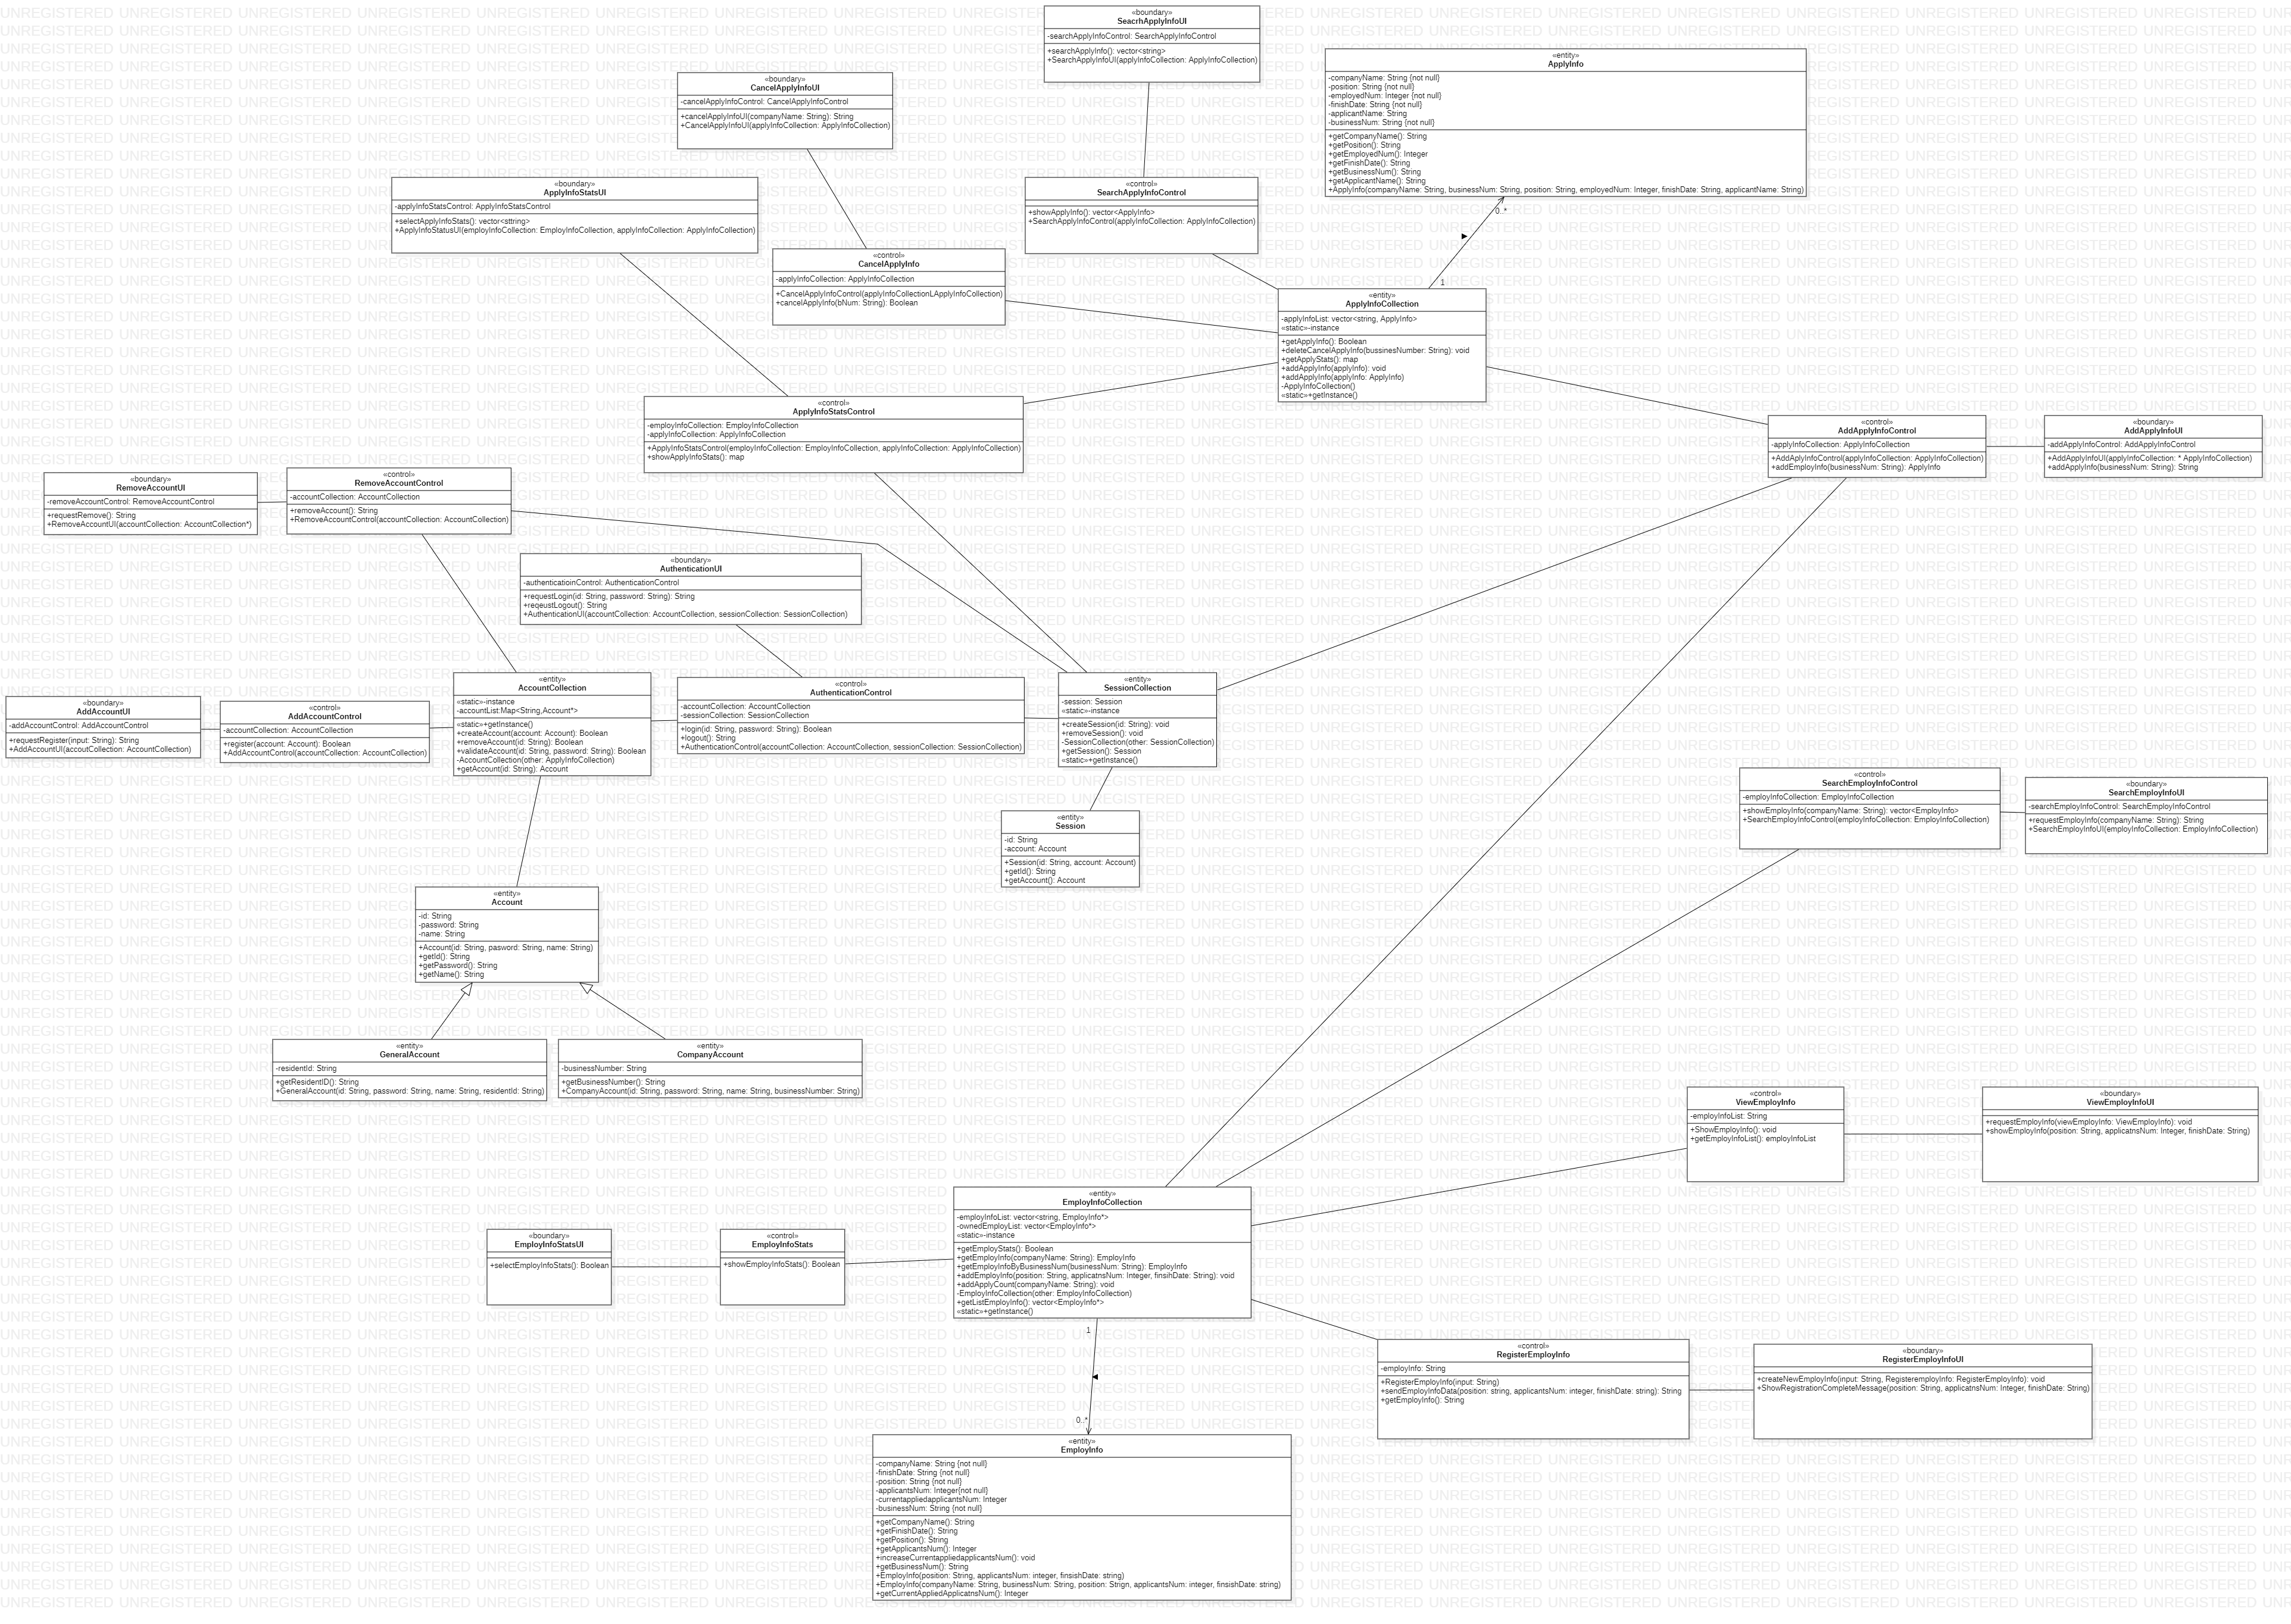 «boundary»
SeacrhApplyInfoUI
-searchApplyInfoControl: SearchApplyInfoControl
+searchApplyInfo(): vector<string>
+SearchApplyInfoUI(applyInfoCollection: ApplyInfoCollection)
«entity»
ApplyInfo
-companyName: String {not null}
-position: String {not null}
-employedNum: Integer {not null}
-finishDate: String {not null}
-applicantName: String
-businessNum: String {not null}
+getCompanyName(): String
+getPosition(): String
+getEmployedNum(): Integer
+getFinishDate(): String
+getBusinessNum(): String
+getApplicantName(): String
+ApplyInfo(companyName: String, businessNum: String, position: String, employedNum: Integer, finishDate: String, applicantName: String)
«boundary»
CancelApplyInfoUI
-cancelApplyInfoControl: CancelApplyInfoControl
+cancelApplyInfoUI(companyName: String): String
+CancelApplyInfoUI(applyInfoCollection: ApplyInfoCollection)
«boundary»
ApplyInfoStatsUI
-applyInfoStatsControl: ApplyInfoStatsControl
+selectApplyInfoStats(): vector<sttring>
+ApplyInfoStatusUI(employInfoCollection: EmployInfoCollection, applyInfoCollection: ApplyInfoCollection)
«control»
SearchApplyInfoControl
+showApplyInfo(): vector<ApplyInfo>
+SearchApplyInfoControl(applyInfoCollection: ApplyInfoCollection)
0..*
1
«control»
CancelApplyInfo
-applyInfoCollection: ApplyInfoCollection
+CancelApplyInfoControl(applyInfoCollectionLApplyInfoCollection)
+cancelApplyInfo(bNum: String): Boolean
«entity»
ApplyInfoCollection
-applyInfoList: vector<string, ApplyInfo>
«static»-instance
+getApplyInfo(): Boolean
+deleteCancelApplyInfo(bussinesNumber: String): void
+getApplyStats(): map
+addApplyInfo(applyInfo): void
+addApplyInfo(applyInfo: ApplyInfo)
-ApplyInfoCollection()
«static»+getInstance()
«control»
ApplyInfoStatsControl
-employInfoCollection: EmployInfoCollection
-applyInfoCollection: ApplyInfoCollection
+ApplyInfoStatsControl(employInfoCollection: EmployInfoCollection, applyInfoCollection: ApplyInfoCollection)
+showApplyInfoStats(): map
«control»
AddApplyInfoControl
-applyInfoCollection: ApplyInfoCollection
+AddApplyInfoControl(applyInfoCollection: ApplyInfoCollection)
+addEmployInfo(businessNum: String): ApplyInfo
«boundary»
AddApplyInfoUI
-addApplyInfoControl: AddApplyInfoControl
+AddApplyInfoUI(applyInfoCollection: * ApplyInfoCollection)
+addApplyInfo(businessNum: String): String
«boundary»
RemoveAccountUI
-removeAccountControl: RemoveAccountControl
+requestRemove(): String
+RemoveAccountUI(accountCollection: AccountCollection*)
«control»
RemoveAccountControl
-accountCollection: AccountCollection
+removeAccount(): String
+RemoveAccountControl(accountCollection: AccountCollection)
«boundary»
AuthenticationUI
-authenticatioinControl: AuthenticationControl
+requestLogin(id: String, password: String): String
+reqeustLogout(): String
+AuthenticationUI(accountCollection: AccountCollection, sessionCollection: SessionCollection)
«boundary»
AddAccountUI
-addAccountControl: AddAccountControl
+requestRegister(input: String): String
+AddAccountUI(accoutCollection: AccountCollection)
«control»
AddAccountControl
-accountCollection: AccountCollection
+register(account: Account): Boolean
+AddAccountControl(accountCollection: AccountCollection)
«entity»
AccountCollection
«static»-instance
-accountList:Map<String,Account*>
«static»+getInstance()
+createAccount(account: Account): Boolean
+removeAccount(id: String): Boolean
+validateAccount(id: String, password: String): Boolean
-AccountCollection(other: ApplyInfoCollection)
+getAccount(id: String): Account
«control»
AuthenticationControl
-accountCollection: AccountCollection
-sessionCollection: SessionCollection
+login(id: String, password: String): Boolean
+logout(): String
+AuthenticationControl(accountCollection: AccountCollection, sessionCollection: SessionCollection)
«entity»
SessionCollection
-session: Session
«static»-instance
+createSession(id: String): void
+removeSession(): void
-SessionCollection(other: SessionCollection)
+getSession(): Session
«static»+getInstance()
«entity»
Session
-id: String
-account: Account
+Session(id: String, account: Account)
+getId(): String
+getAccount(): Account
«control»
SearchEmployInfoControl
-employInfoCollection: EmployInfoCollection
+showEmployInfo(companyName: String): vector<EmployInfo>
+SearchEmployInfoControl(employInfoCollection: EmployInfoCollection)
«boundary»
SearchEmployInfoUI
-searchEmployInfoControl: SearchEmployInfoControl
+requestEmployInfo(companyName: String): String
+SearchEmployInfoUI(employInfoCollection: EmployInfoCollection)
«entity»
Account
-id: String
-password: String
-name: String
+Account(id: String, pasword: String, name: String)
+getId(): String
+getPassword(): String
+getName(): String
«entity»
GeneralAccount
-residentId: String
+getResidentID(): String
+GeneralAccount(id: String, password: String, name: String, residentId: String)
«entity»
CompanyAccount
-businessNumber: String
+getBusinessNumber(): String
+CompanyAccount(id: String, password: String, name: String, businessNumber: String)
«control»
ViewEmployInfo
-employInfoList: String
+ShowEmployInfo(): void
+getEmployInfoList(): employInfoList
«boundary»
ViewEmployInfoUI
+requestEmployInfo(viewEmployInfo: ViewEmployInfo): void
+showEmployInfo(position: String, applicatnsNum: Integer, finishDate: String)
«entity»
EmployInfoCollection
-employInfoList: vector<string, EmployInfo*>
-ownedEmployList: vector<EmployInfo*>
«static»-instance
+getEmployStats(): Boolean
+getEmployInfo(companyName: String): EmployInfo
+getEmployInfoByBusinessNum(businessNum: String): EmployInfo
+addEmployInfo(position: String, applicatnsNum: Integer, finsihDate: String): void
+addApplyCount(companyName: String): void
-EmployInfoCollection(other: EmployInfoCollection)
+getListEmployInfo(): vector<EmployInfo*>
«static»+getInstance()
«boundary»
EmployInfoStatsUI
+selectEmployInfoStats(): Boolean
«control»
EmployInfoStats
+showEmployInfoStats(): Boolean
1
0..*
«control»
RegisterEmployInfo
-employInfo: String
+RegisterEmployInfo(input: String)
+sendEmployInfoData(position: string, applicantsNum: integer, finishDate: string): String
+getEmployInfo(): String
«boundary»
RegisterEmployInfoUI
+createNewEmployInfo(input: String, RegisteremployInfo: RegisterEmployInfo): void
+ShowRegistrationCompleteMessage(position: String, applicatnsNum: Integer, finishDate: String)
«entity»
EmployInfo
-companyName: String {not null}
-finishDate: String {not null}
-position: String {not null}
-applicantsNum: Integer{not null}
-currentappliedapplicantsNum: Integer
-businessNum: String {not null}
+getCompanyName(): String
+getFinishDate(): String
+getPosition(): String
+getApplicantsNum(): Integer
+increaseCurrentappliedapplicantsNum(): void
+getBusinessNum(): String
+EmployInfo(position: String, applicantsNum: integer, finsishDate: string)
+EmployInfo(companyName: String, businessNum: String, position: Strign, applicantsNum: integer, finsishDate: string)
+getCurrentAppliedApplicatnsNum(): Integer